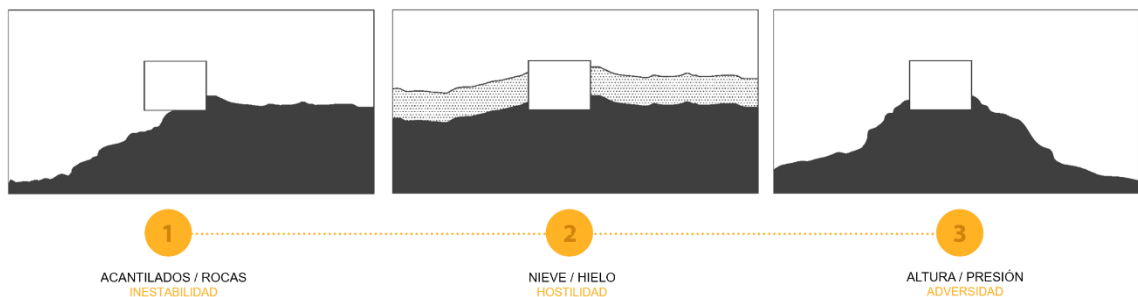 1
2
3
ACANTILADOS / ROCAS
INESTABILIDAD
NIEVE / HIELO
HOSTILIDAD
ALTURA / PRESIÓN
ADVERSIDAD